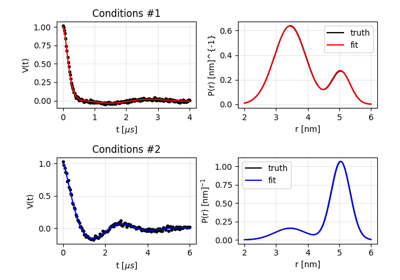 Conditions #1
V(t)
1.00
0.75
0.50
0.25
0.00
0 1 2 3 4
t [μs]
P(r) [nm]^{-1}
0.6
0.4
0.2
0.0
2 3 4 5 6
r [nm]
truth
fit
Conditions #2
V(t)
1.0
0.5
0.0
0 1 2 3 4 5 6
t [μs]
P(r) [nm]⁻¹
1.00
0.75
0.50
0.25
0.00
2 3 4 5 6
r [nm]
truth
fit